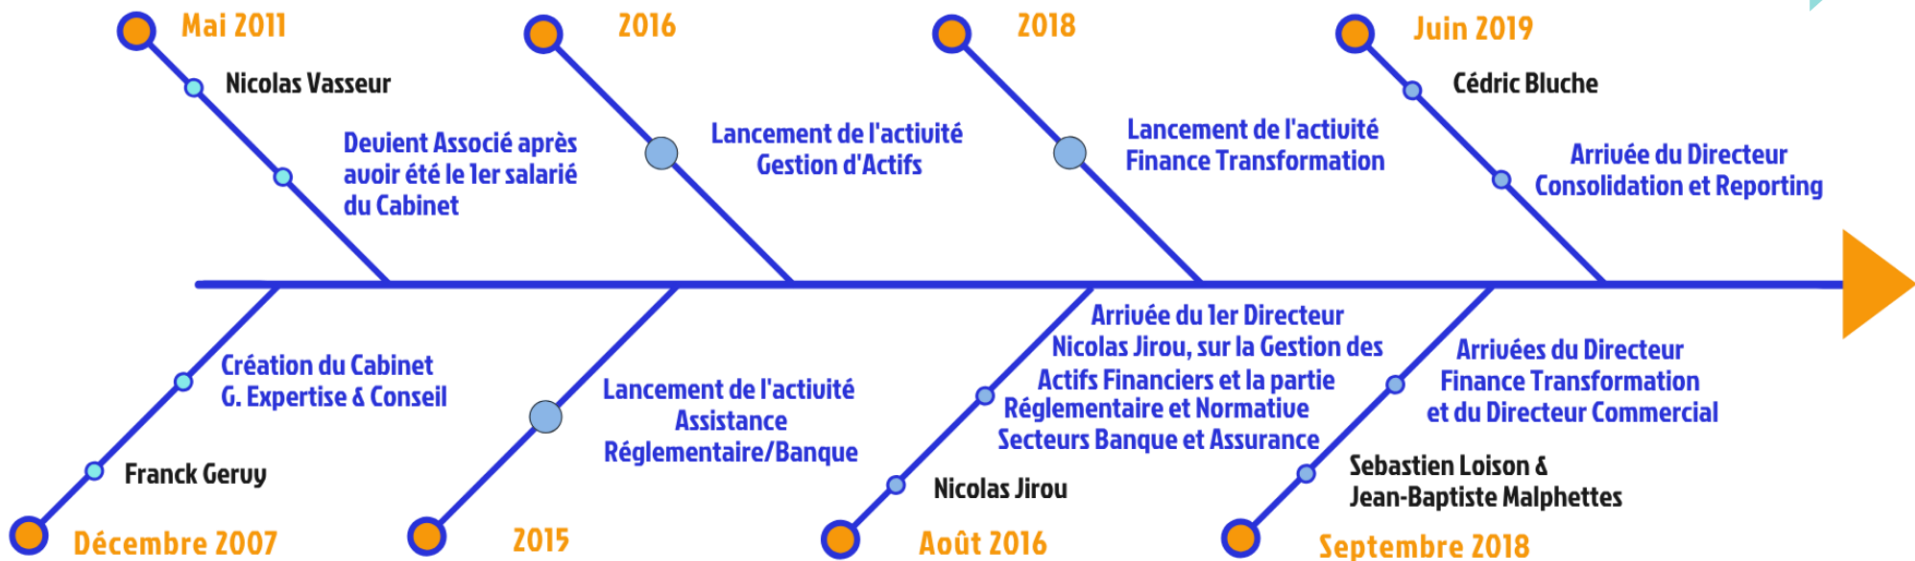 Mai 2011
Nicolas Vasseur
Devient Associé après
avoir été le 1er salarié
du Cabinet
2016
Lancement de l'activité
Gestion d'Actifs
2018
Lancement de l'activité
Finance Transformation
Juin 2019
Cédric Bluche
Arrivée du Directeur
Consolidation et Reporting
Création du Cabinet
G. Expertise & Conseil
Franck Gervy
Décembre 2007
Lancement de l'activité
Assistance
Réglementaire/Banque
2015
Arrivée du 1er Directeur
Nicolas Jirou, sur la Gestion des
Actifs Financiers et la partie
Réglementaire et Normative
Secteurs Banque et Assurance
Nicolas Jirou
Août 2016
Arrivées du Directeur
Finance Transformation
et du Directeur Commercial
Sebastien Loison &
Jean-Baptiste Malphettes
Septembre 2018